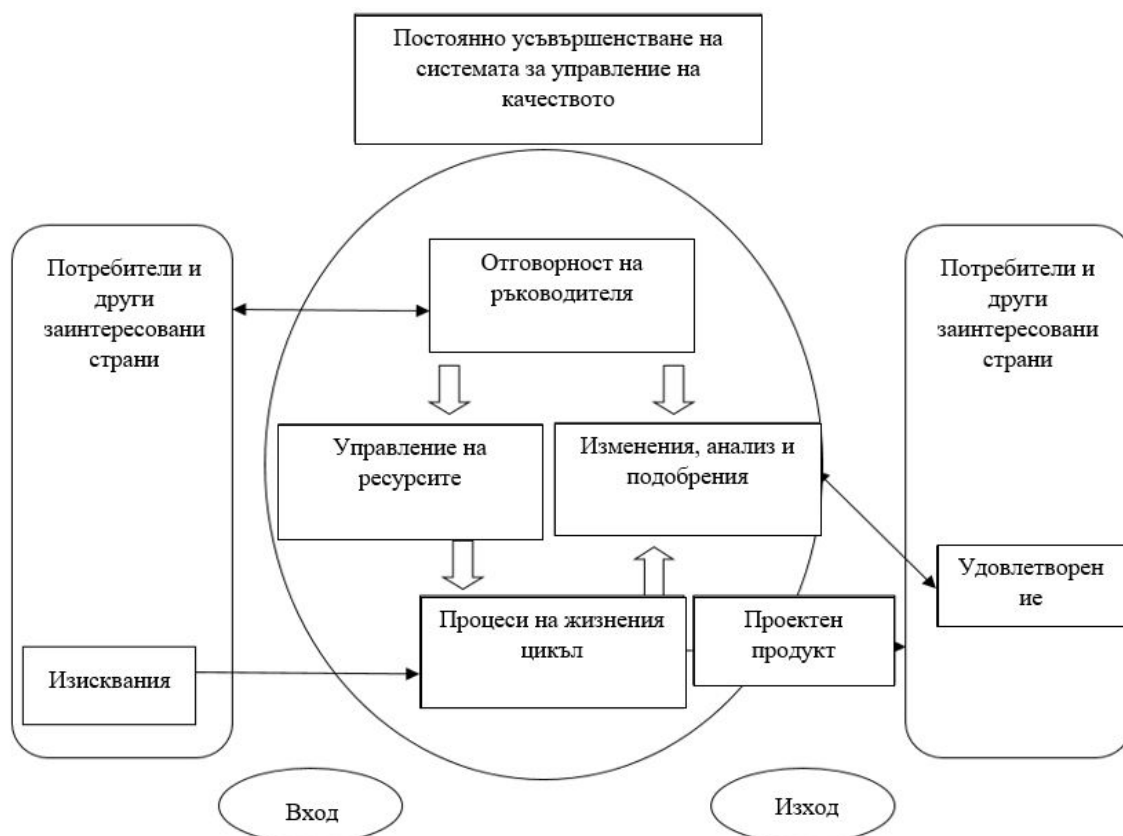 Постоянно усъвършенстване на
системата за управление на
качеството
Потребители и
други
заинтересовани
страни
Отговорност на
ръководителя
Потребители и
други
заинтересовани
страни
Управление на
ресурсите
Изменения, анализ и
подобрения
Удовлетворен
ие
Процеси на жизнения
цикъл
Проектен
продукт
Изисквания
Вход
Изход